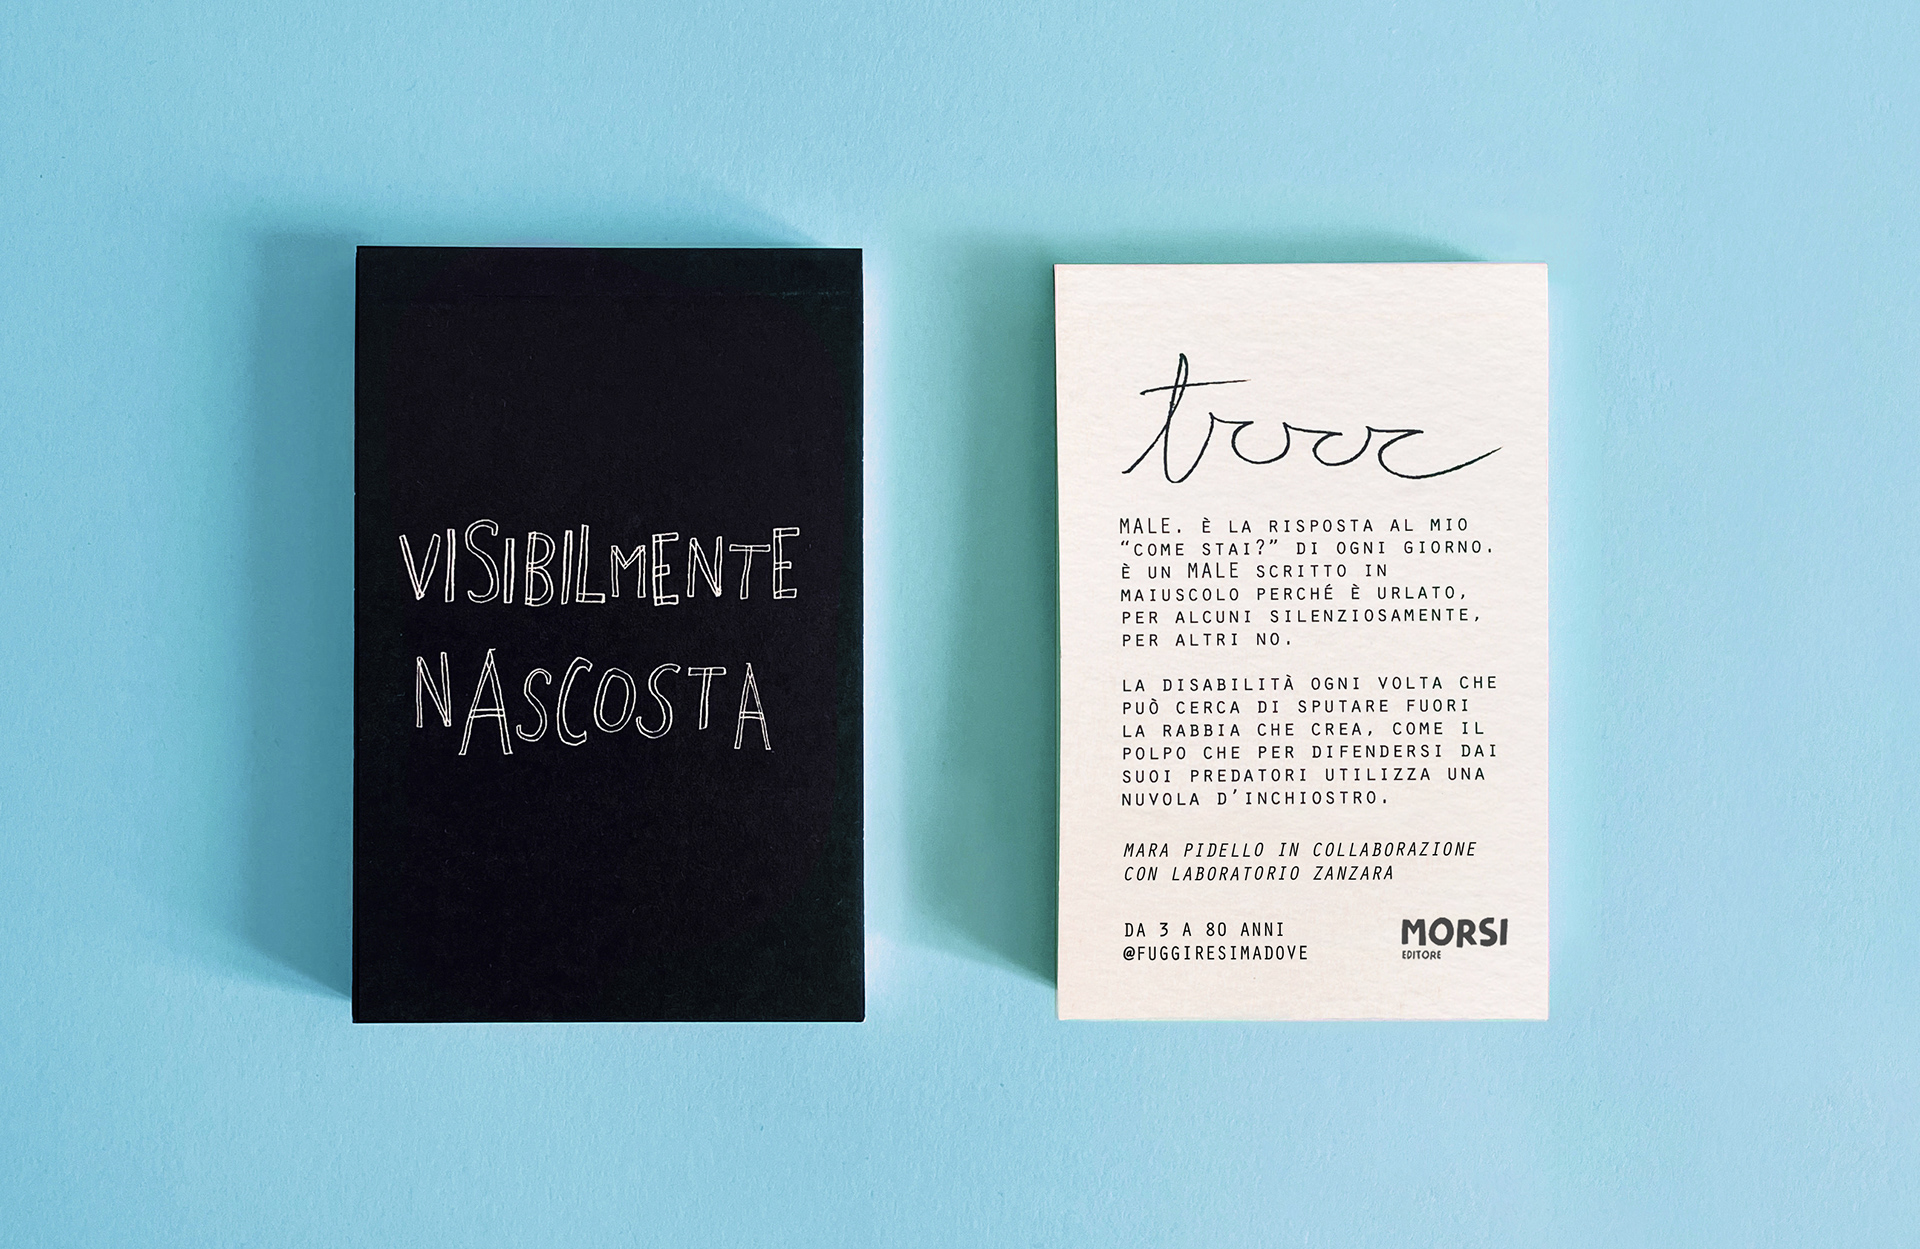 VISIBILMENTE
NASCOSTA
trrr
MALE. È LA RISPOSTA AL MIO
“COME STAI?” DI OGNI GIORNO.
È UN MALE SCRITTO IN
MAIUSCOLO PERCHÉ È URLATO,
PER ALCUNI SILENZIOSAMENTE,
PER ALTRI NO.
LA DISABILITÀ OGNI VOLTA CHE
PUÒ CERCA DI SPUTARE FUORI
LA RABBIA CHE CREA, COME IL
POLPO CHE PER DIFENDERSI DAI
SUOI PREDATORI UTILIZZA UNA
NUVOLA D’INCHIOSTRO.
MARA PIDELLO IN COLLABORAZIONE
CON LABORATORIO ZANZARA
DA 3 A 80 ANNI
@FUGGIRESIMADOVE
MORSI
EDITORE